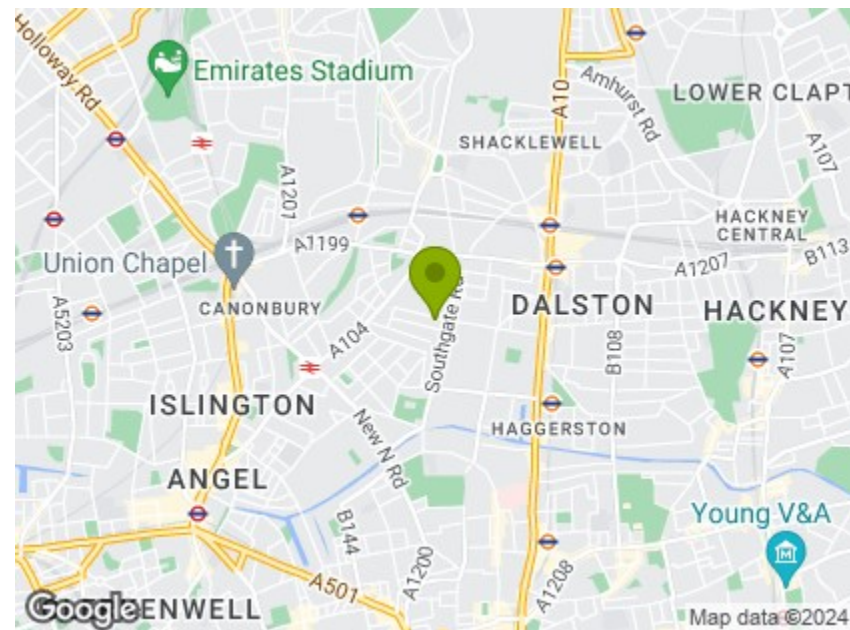 Holloway Rd
Emirates Stadium
A10
Amhurst Rd
LOWER CLAPT
SHACKLEWELL
A107
A1201
HACKNEY
CENTRAL
A1199
B113
Union Chapel
A1207
CANONBURY
A5203
DALSTON
HACKNEY
Southgate Rd
A104
B108
A107
ISLINGTON
New N Rd
HAGGERSTON
ANGEL
Young V&A
B144
A1200
A501
A1208
Google
ENWELL
Map data ©2024